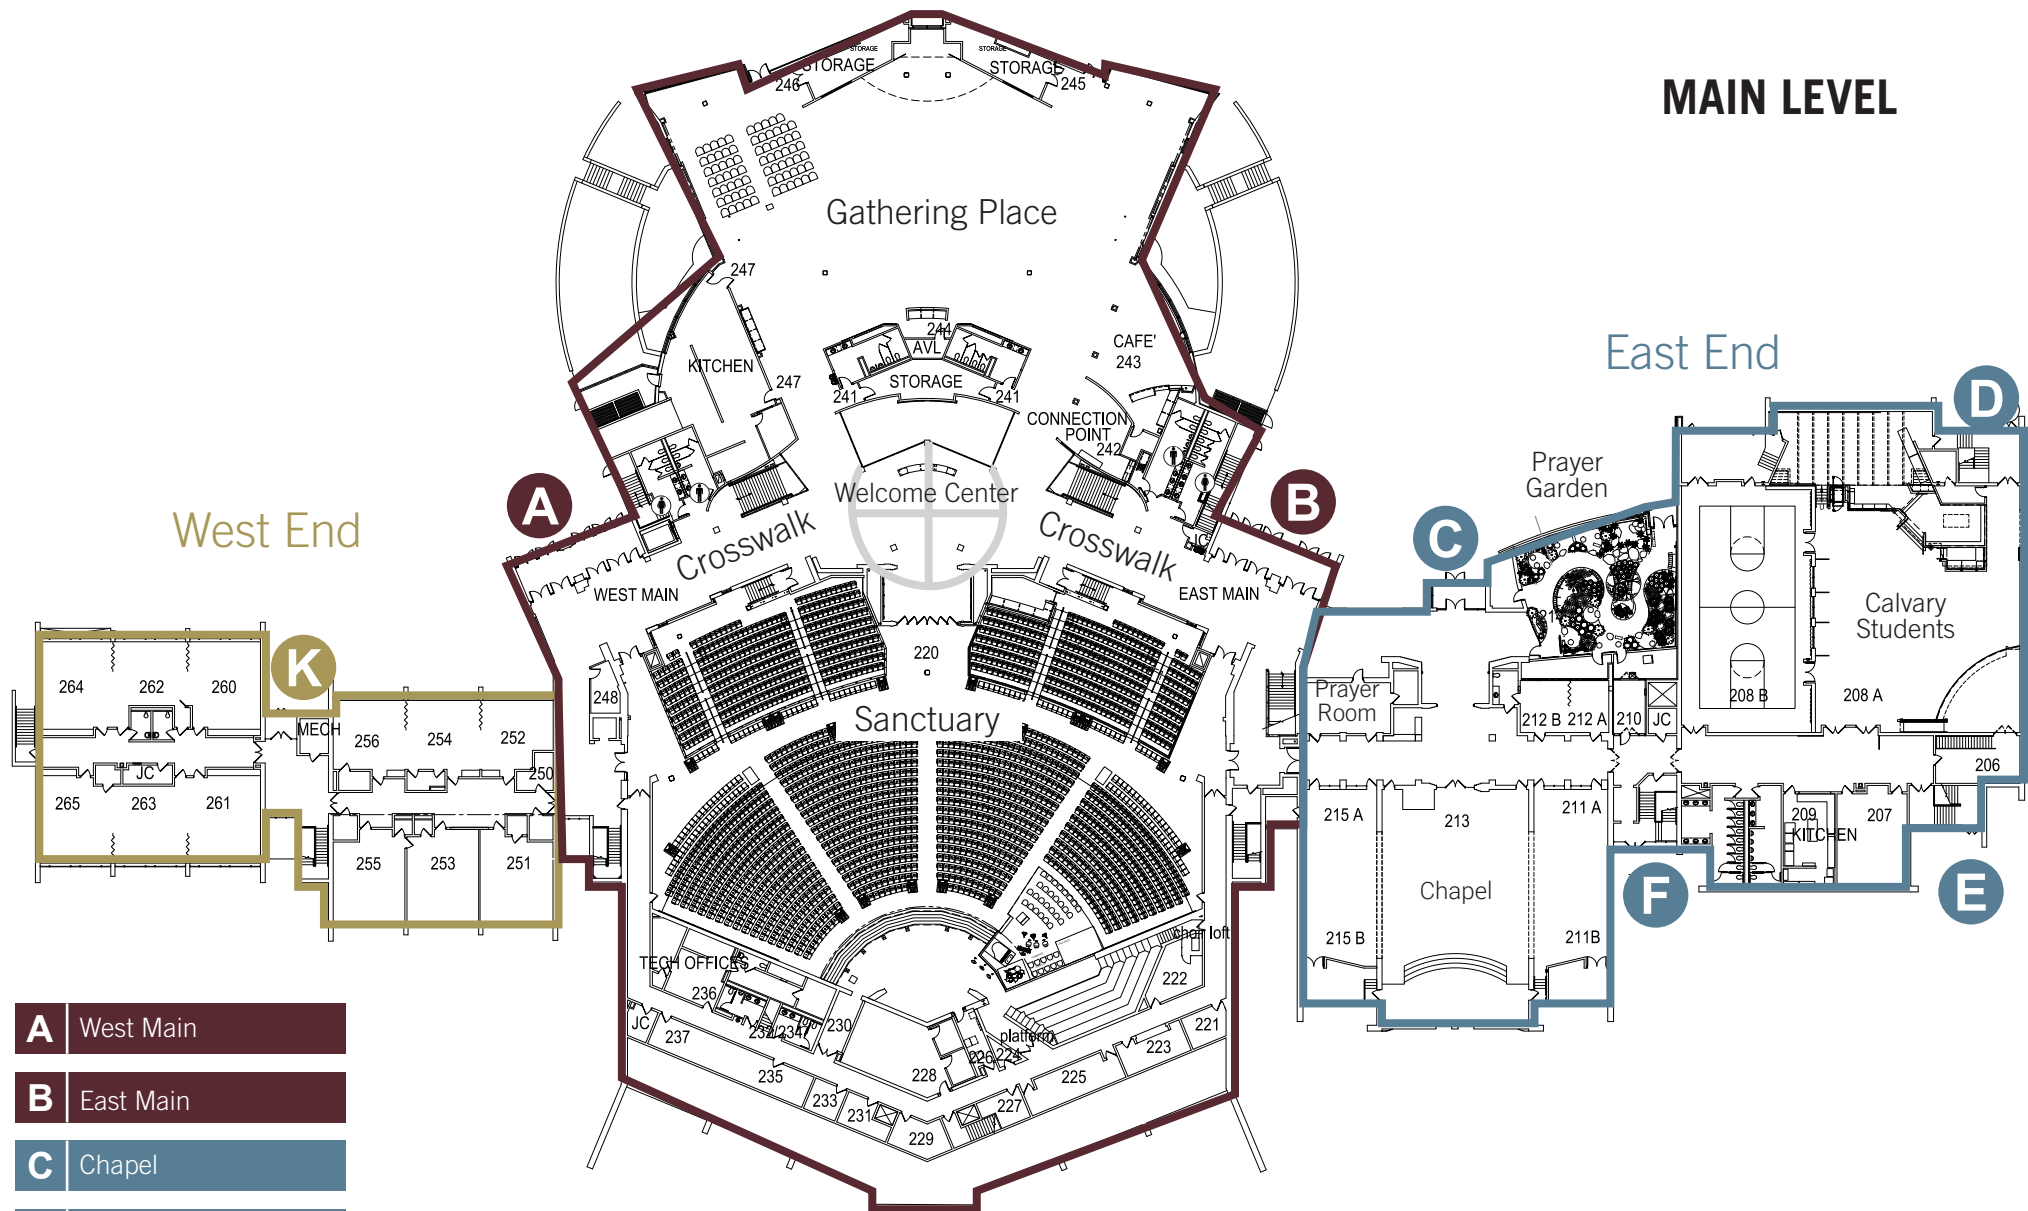 MAIN LEVEL
STORAGE
STORAGE
STORAGE
STORAGE
246
245
Gathering Place
247
244
AVL
CAFE'
243
KITCHEN
247
STORAGE
241
241
CONNECTION
POINT
242
Welcome Center
A
B
Crosswalk
Crosswalk
JC
WEST MAIN
EAST MAIN
West End
East End
D
Prayer
Garden
C
Calvary
Students
K
264
262
260
MECH
256
254
252
250
JC
265
263
261
255
253
251
248
220
Sanctuary
Prayer
Room
212 B
212 A
210
JC
208 B
208 A
206
215 A
213
211 A
209
KITCHEN
207
Chapel
F
E
215 B
211B
choir loft
TECH OFFICES
222
236
232/234
230
JC
237
platform
221
226
224
223
235
228
225
233
231
227
229
A West Main
B East Main
C Chapel